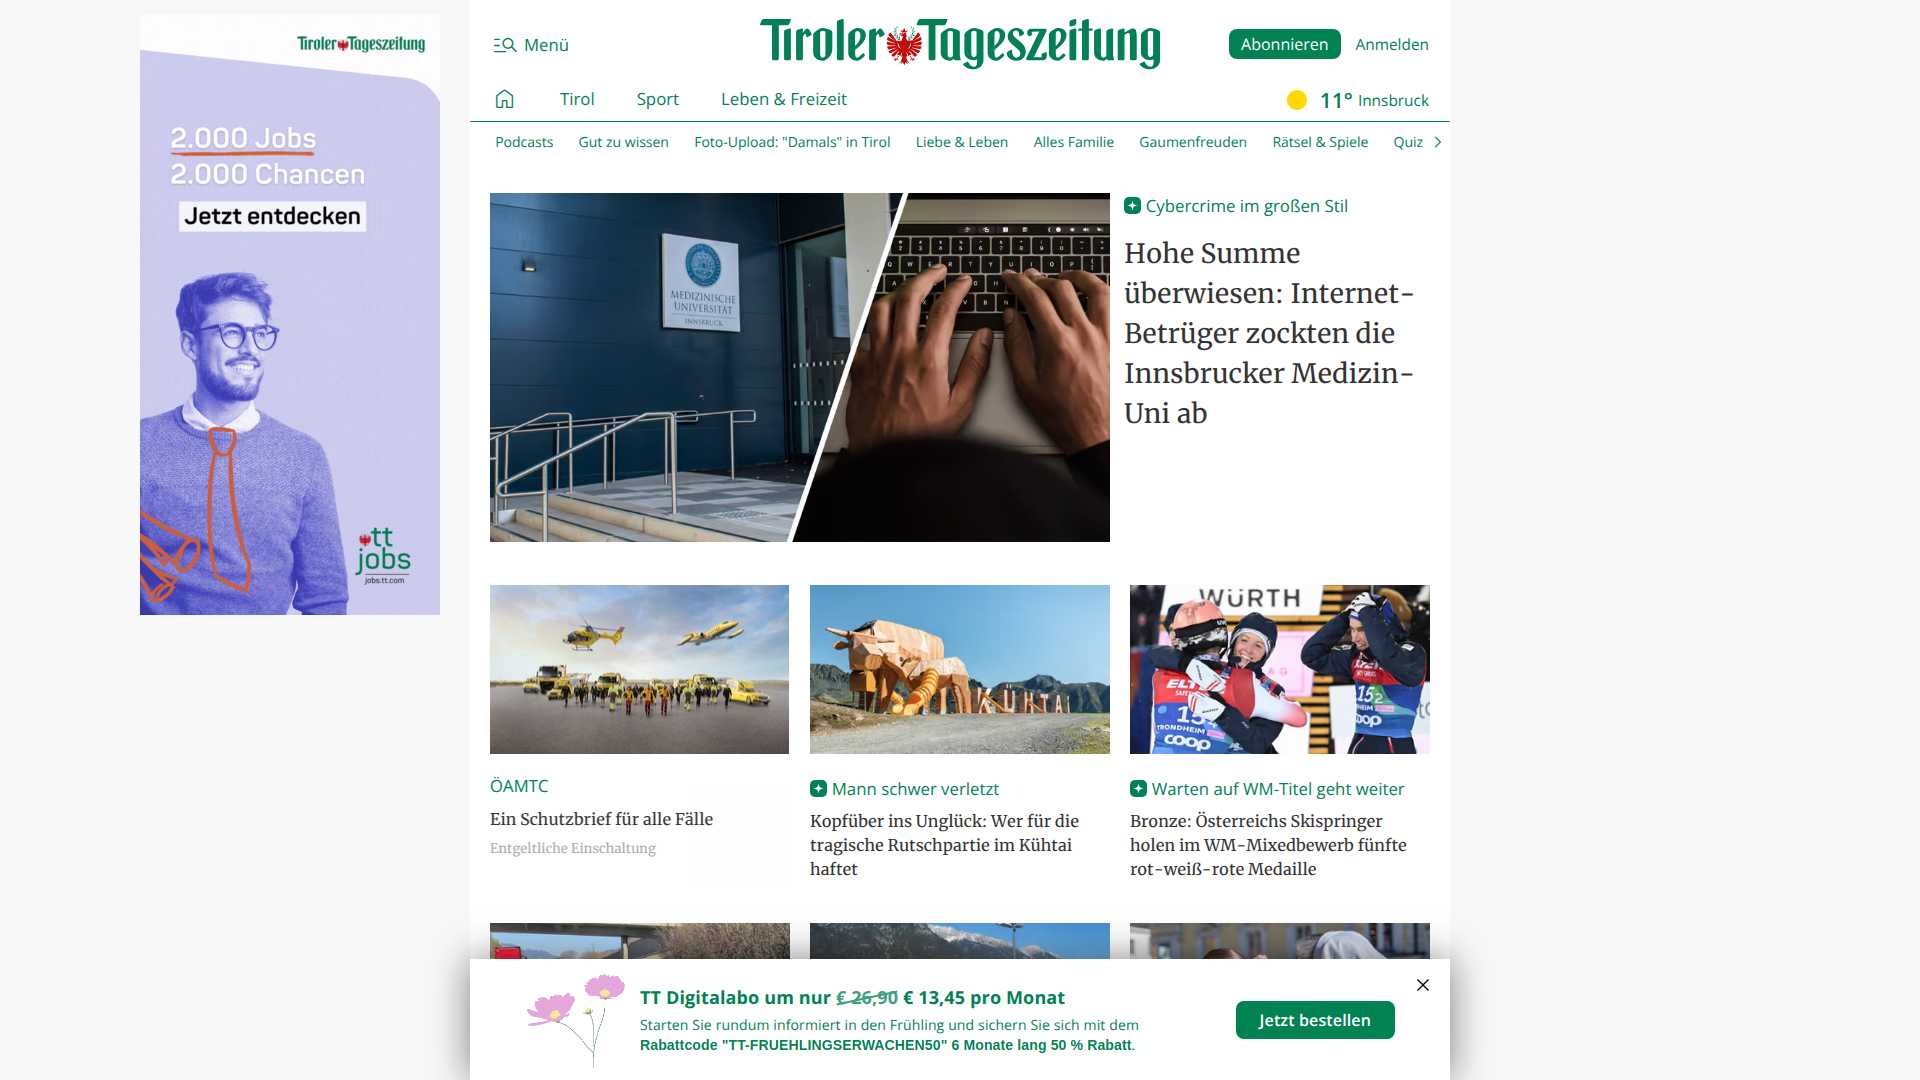 Tiroler Tageszeitung
2.000 Jobs
2.000 Chancen
Jetzt entdecken
tt
jobs
jobs.tt.com
Menü
Tiroler Tageszeitung
Abonnieren
Anmelden
Tirol
Sport
Leben & Freizeit
11° Innsbruck
Podcasts
Gut zu wissen
Foto-Upload: "Damals" in Tirol
Liebe & Leben
Alles Familie
Gaumenfreuden
Rätsel & Spiele
Quiz
MEDIZINISCHE
UNIVERSITÄT
INNSBRUCK
Cybercrime im großen Stil
Hohe Summe
überwiesen: Internet-
Betrüger zockten die
Innsbrucker Medizin-
Uni ab
KÜHTAI
WÜRTH
15
TRONDHEIM
coop
15 2
coop
ÖAMTC
Ein Schutzbrief für alle Fälle
Entgeltliche Einschaltung
Mann schwer verletzt
Kopfüber ins Unglück: Wer für die
tragische Rutschpartie im Kühtai
haftet
Warten auf WM-Titel geht weiter
Bronze: Österreichs Skispringer
holen im WM-Mixedbewerb fünfte
rot-weiß-rote Medaille
TT Digitalabo um nur € 26,90 € 13,45 pro Monat
Starten Sie rundum informiert in den Frühling und sichern Sie sich mit dem
Rabattcode "TT-FRUEHLINGSERWACHEN50" 6 Monate lang 50 % Rabatt.
Jetzt bestellen